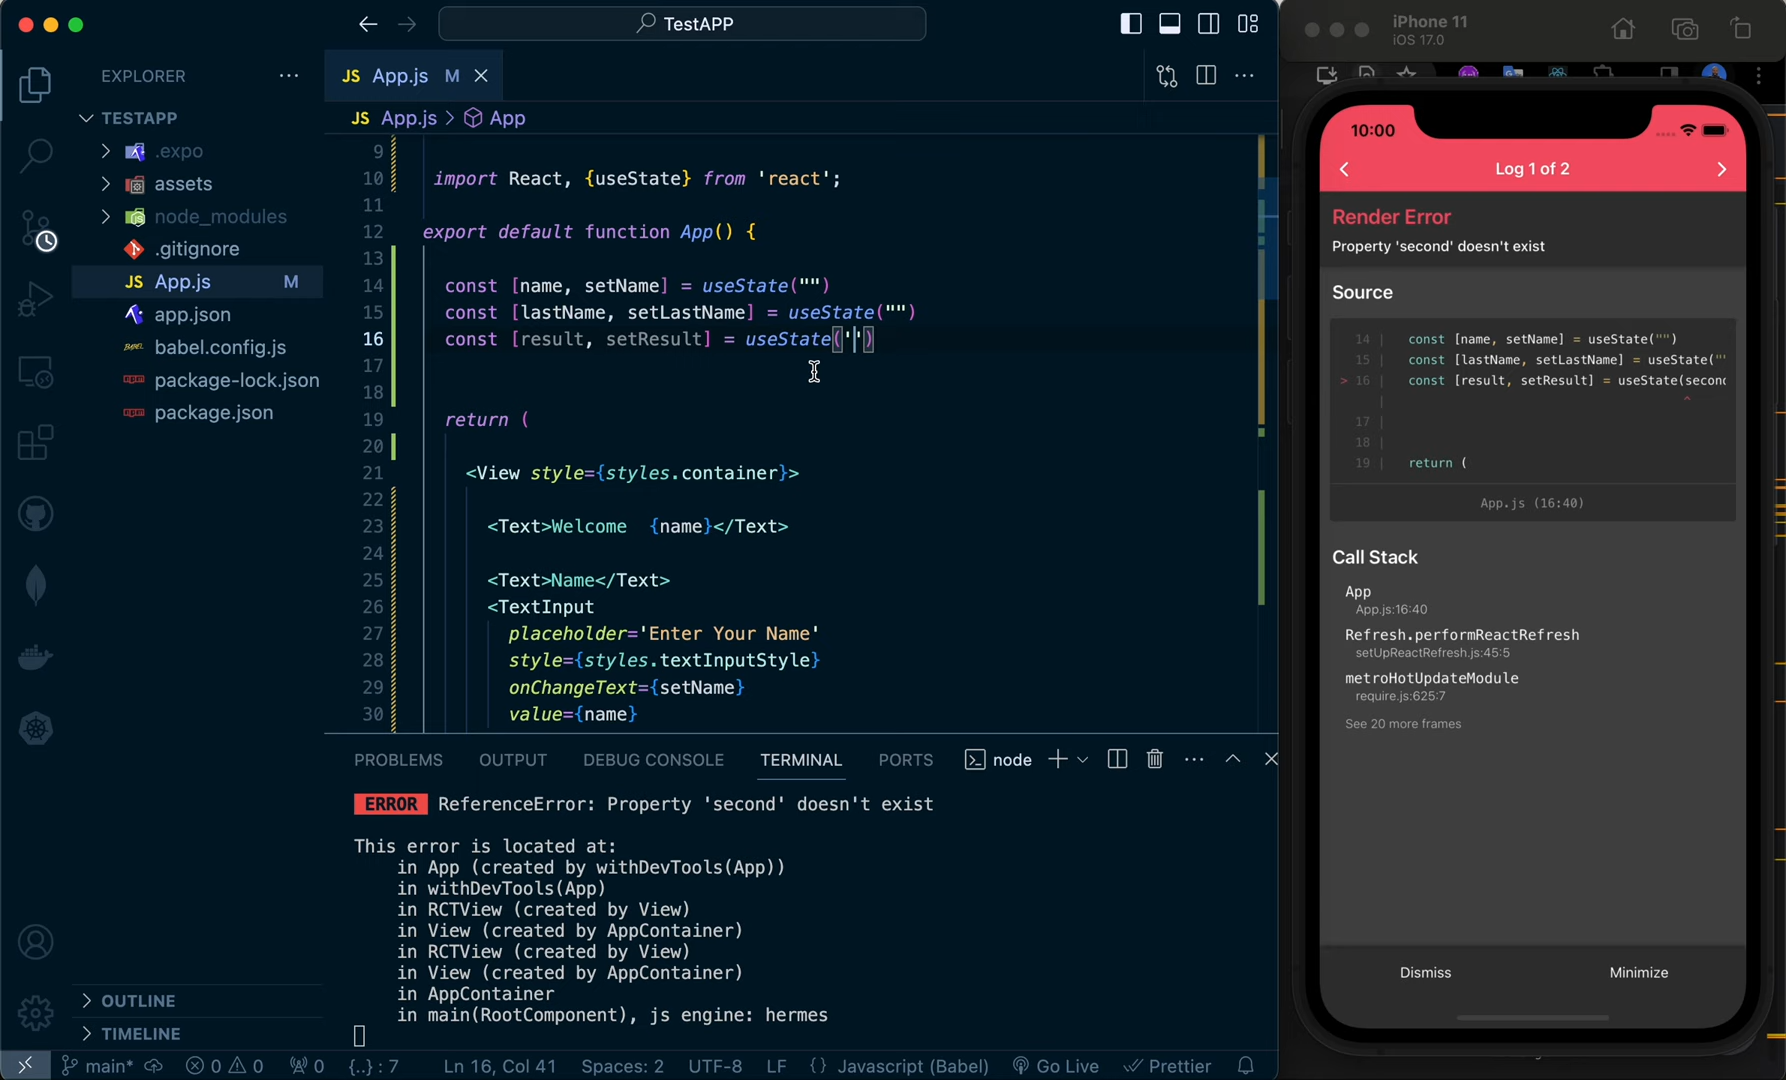 TestAPP
EXPLORER
TESTAPP
.expo
assets
node_modules
.gitignore
JS App.js M
app.json
babel.config.js
package-lock.json
package.json
OUTLINE
TIMELINE
JS App.js M
JS App.js > App
9
10 import React, {useState} from 'react';
11
12 export default function App() {
13
14 const [name, setName] = useState("")
15 const [lastName, setLastName] = useState("")
16 const [result, setResult] = useState('')
17
18
19 return (
20
21 <View style={styles.container}>
22
23 <Text>Welcome  {name}</Text>
24
25 <Text>Name</Text>
26 <TextInput
27 placeholder='Enter Your Name'
28 style={styles.textInputStyle}
29 onChangeText={setName}
30 value={name}
PROBLEMS OUTPUT DEBUG CONSOLE TERMINAL PORTS node
ERROR ReferenceError: Property 'second' doesn't exist
This error is located at:
in App (created by withDevTools(App))
in withDevTools(App)
in RCTView (created by View)
in View (created by AppContainer)
in RCTView (created by View)
in View (created by AppContainer)
in AppContainer
in main(RootComponent), js engine: hermes
main* 0 0 0 {..} : 7 Ln 16, Col 41 Spaces: 2 UTF-8 LF {} Javascript (Babel) Go Live Prettier
iPhone 11
iOS 17.0
10:00
Log 1 of 2
Render Error
Property 'second' doesn't exist
Source
14 | const [name, setName] = useState("")
15 | const [lastName, setLastName] = useState(""
> 16 | const [result, setResult] = useState(second
| ^
17 |
18 |
19 | return (
App.js (16:40)
Call Stack
App
App.js:16:40
Refresh.performReactRefresh
setUpReactRefresh.js:45:5
metroHotUpdateModule
require.js:625:7
See 20 more frames
Dismiss Minimize